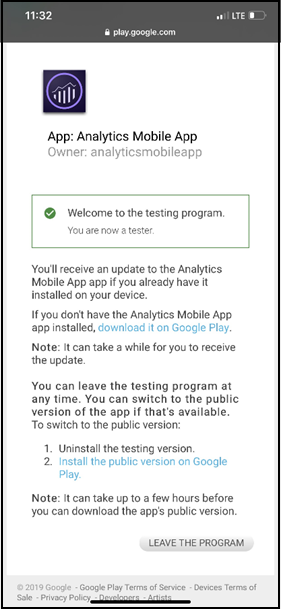 11:32
LTE
play.google.com
App: Analytics Mobile App
Owner: analyticsmobileapp
Welcome to the testing program.
You are now a tester.
You'll receive an update to the Analytics
Mobile App app if you already have it
installed on your device.
If you don't have the Analytics Mobile App
app installed, download it on Google Play.
Note: It can take a while for you to receive
the update.
You can leave the testing program at
any time. You can switch to the public
version of the app if that's available.
To switch to the public version:
1. Uninstall the testing version.
2. Install the public version on Google
Play.
Note: It can take up to a few hours before
you can download the app's public version.
LEAVE THE PROGRAM
© 2019 Google - Google Play Terms of Service - Devices Terms of
Sale - Privacy Policy - Developers - Artists